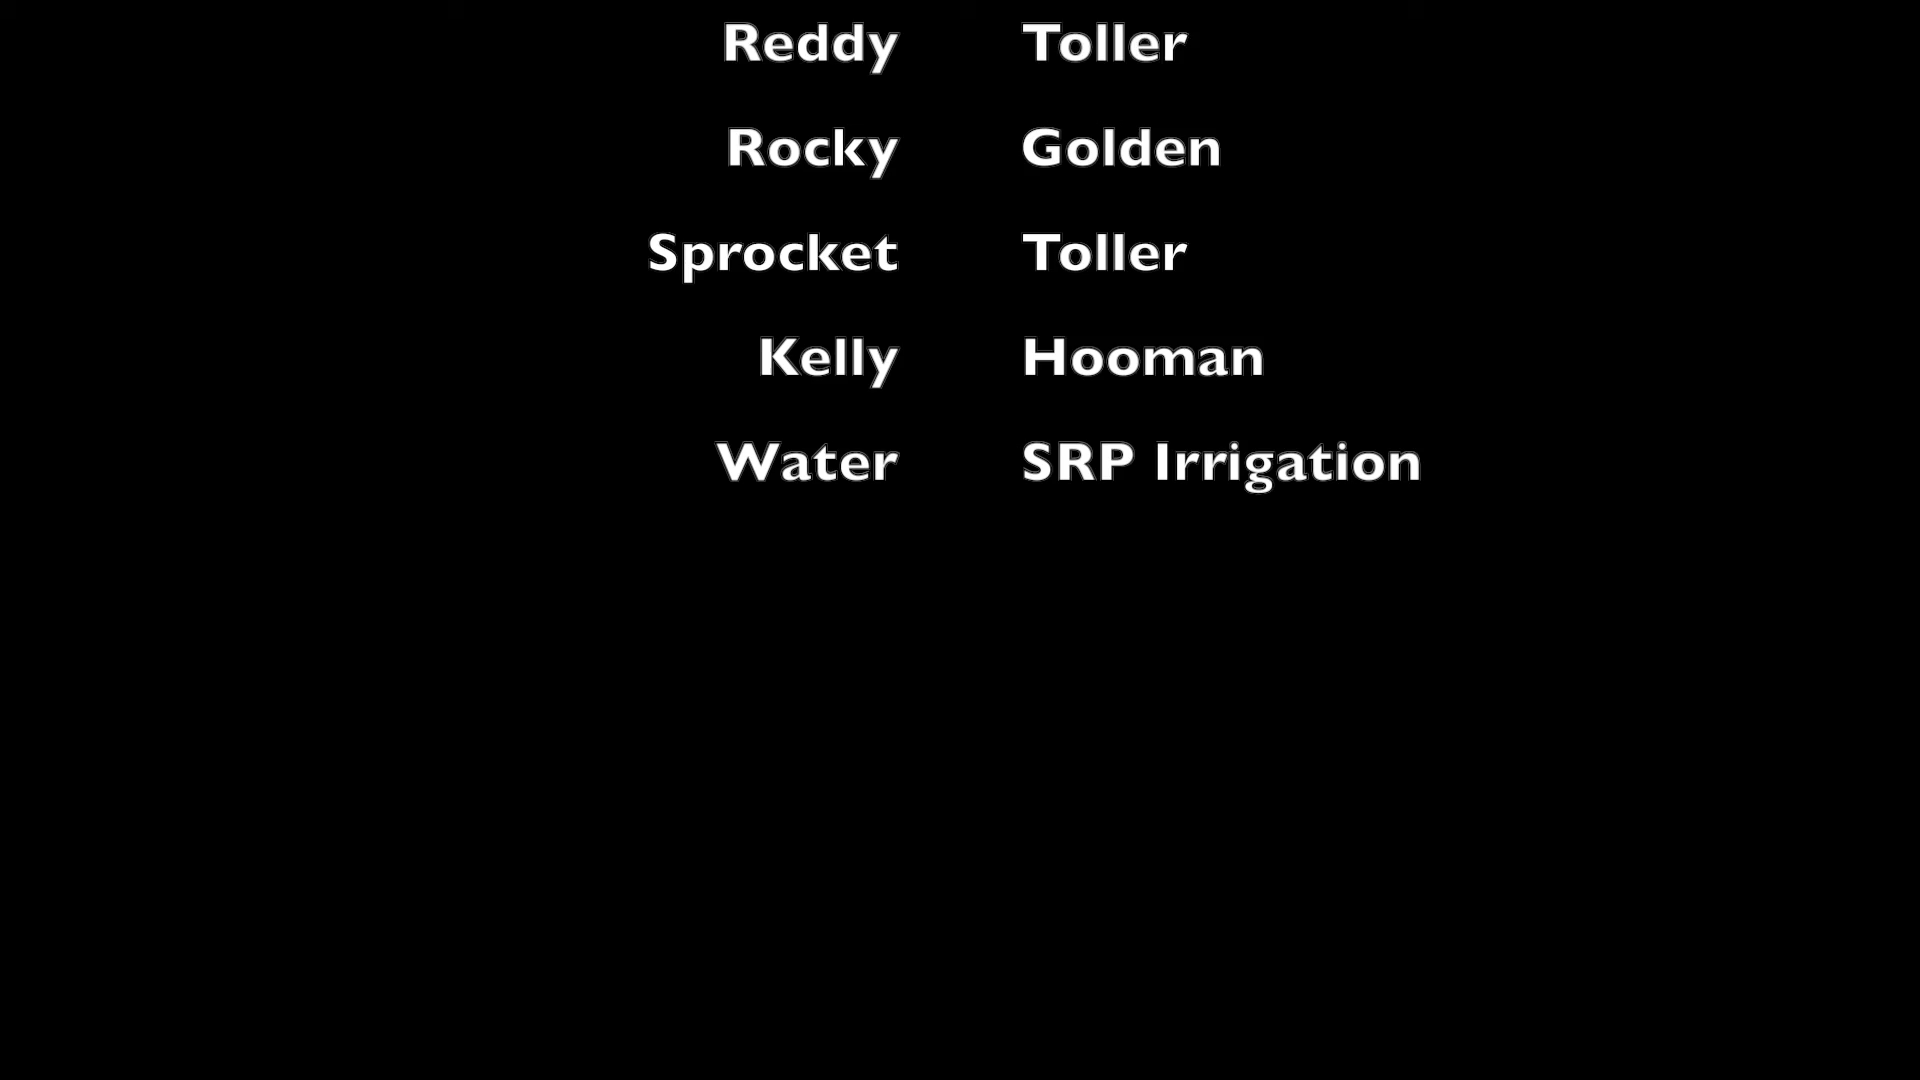 Reddy Toller
Rocky Golden
Sprocket Toller
Kelly Hooman
Water SRP Irrigation